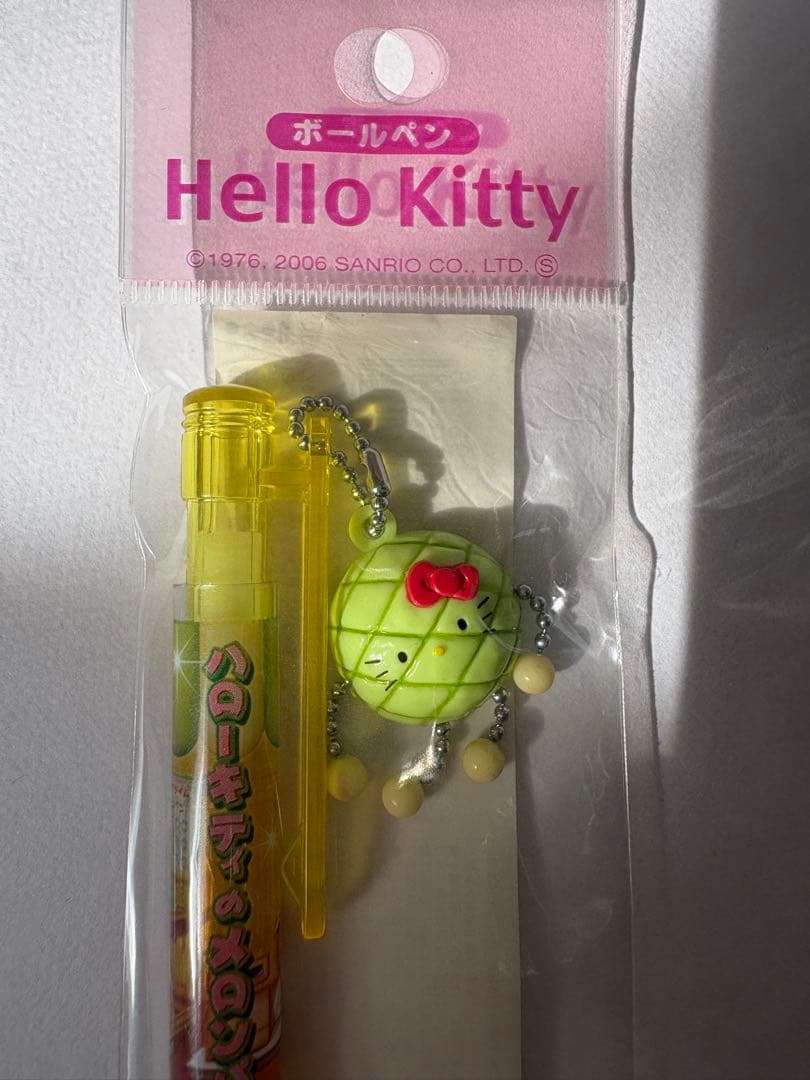 ボールペン
Hello Kitty
©1976, 2006 SANRIO CO., LTD. Ⓢ
ハローキティのメロン